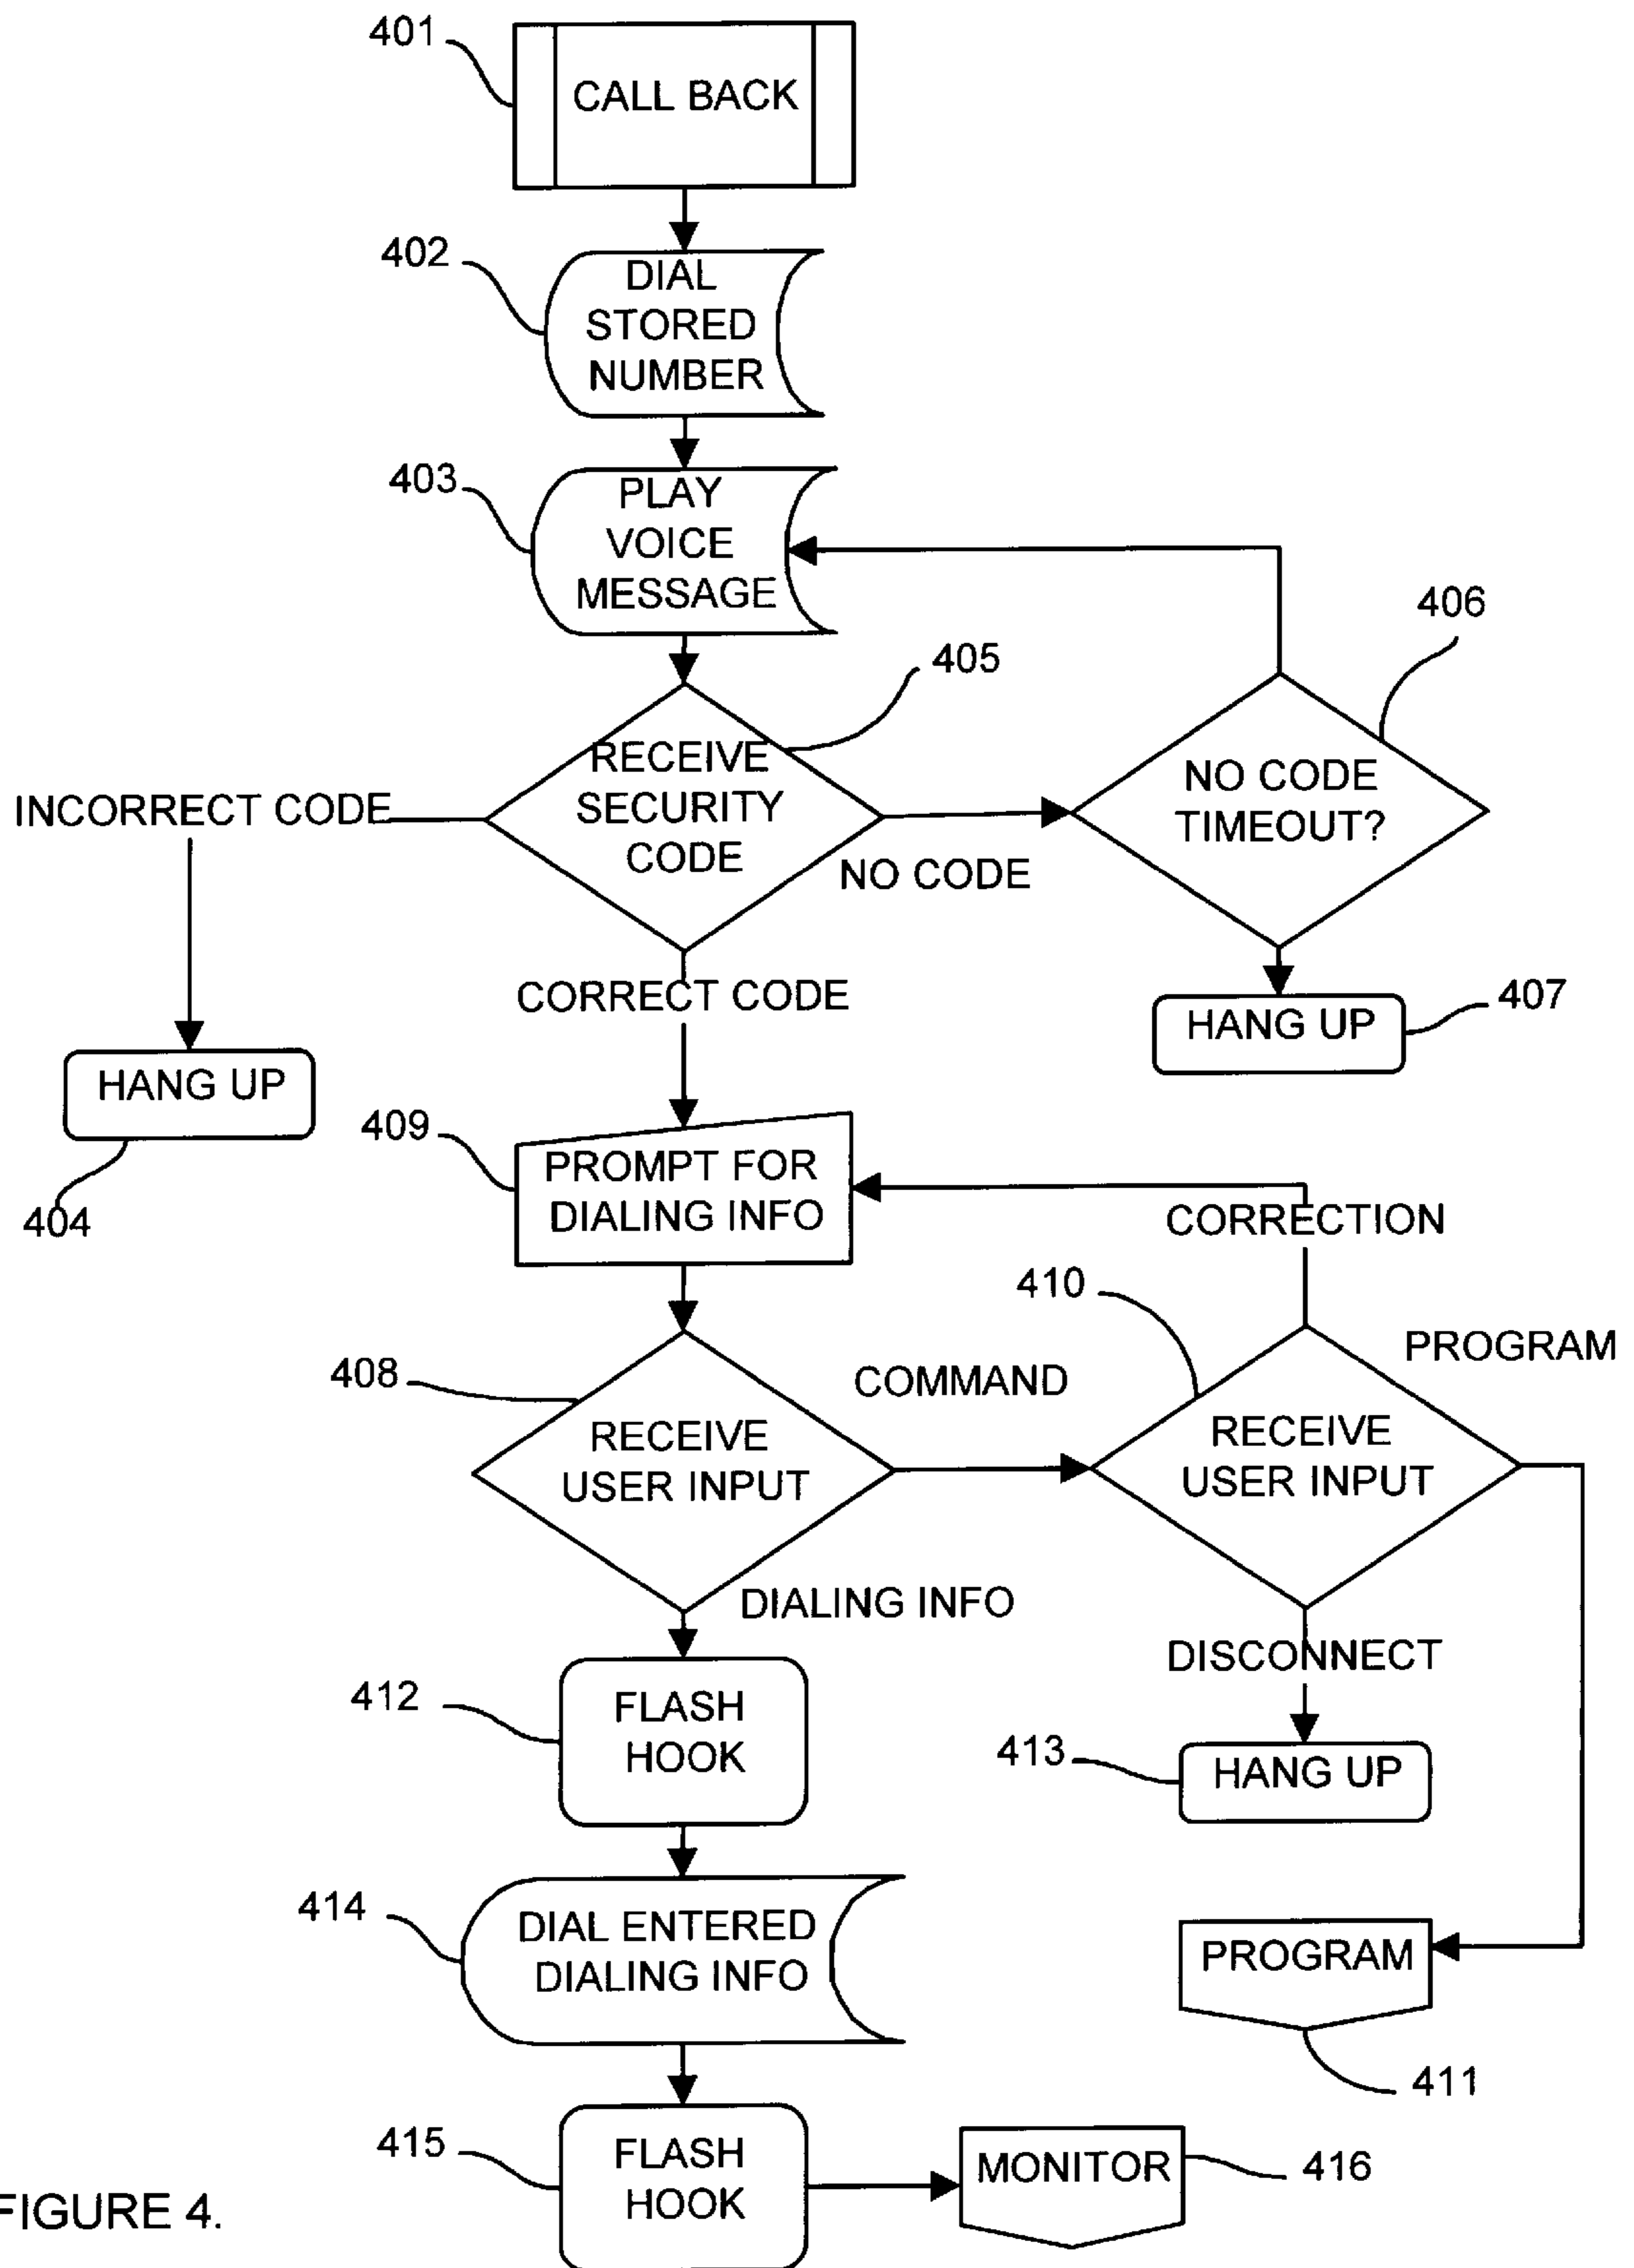 401
CALL BACK
402
DIAL
STORED
NUMBER
403
PLAY
VOICE
MESSAGE
406
405
RECEIVE
SECURITY
CODE
NO CODE
TIMEOUT?
INCORRECT CODE
NO CODE
CORRECT CODE
407
HANG UP
HANG UP
404
409
PROMPT FOR
DIALING INFO
CORRECTION
410
PROGRAM
408
COMMAND
RECEIVE
USER INPUT
RECEIVE
USER INPUT
DIALING INFO
DISCONNECT
412
FLASH
HOOK
413
HANG UP
414
DIAL ENTERED
DIALING INFO
PROGRAM
411
415
FLASH
HOOK
MONITOR
416
FIGURE 4.